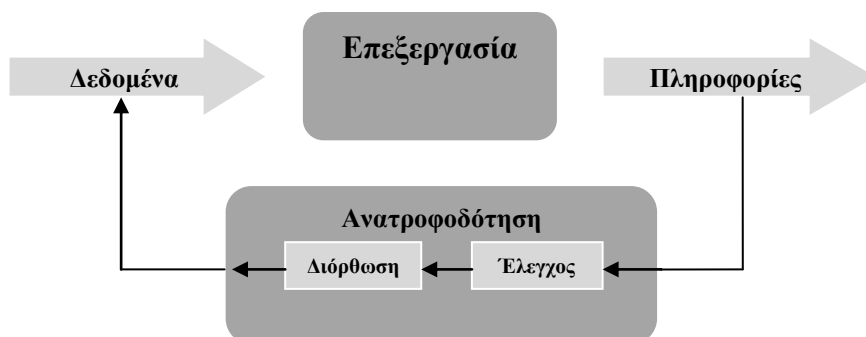 Επεξεργασία
Δεδομένα
Πληροφορίες
Ανατροφοδότηση
Διόρθωση
Έλεγχος